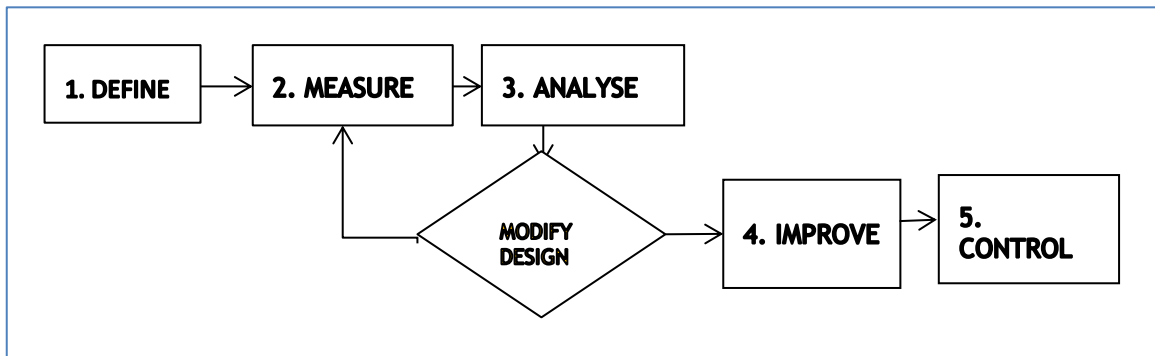 1. DEFINE
2. MEASURE
3. ANALYSE
MODIFY
DESIGN
4. IMPROVE
5.
CONTROL